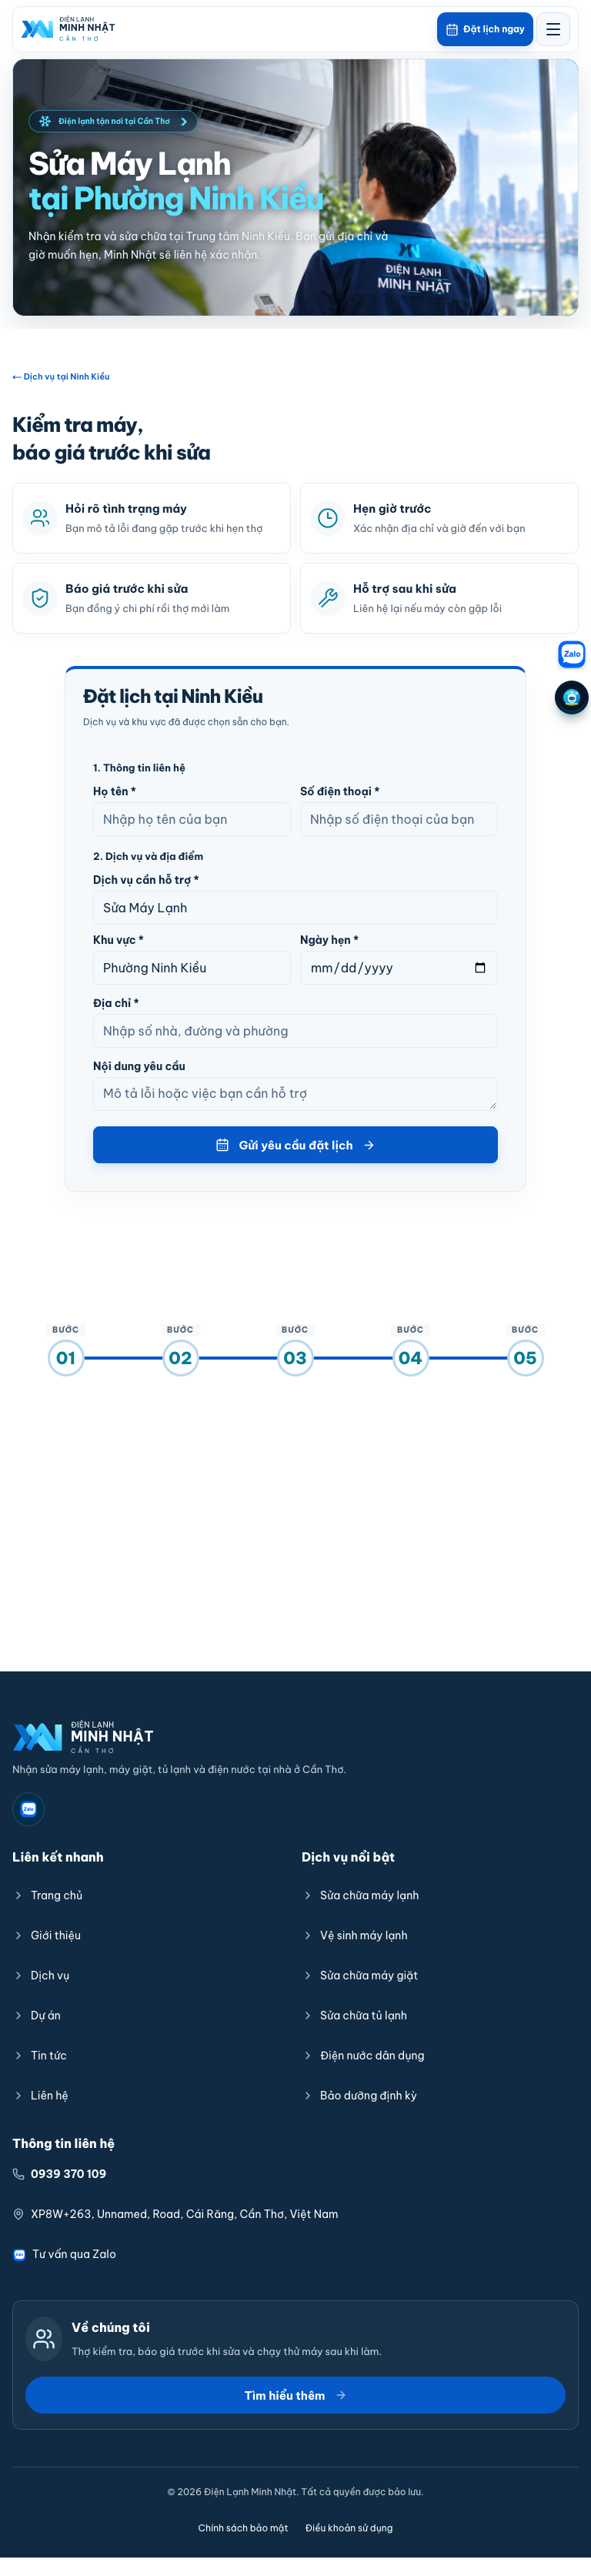 ĐIỆN LẠNH
MINH NHẬT
CẦN THƠ
Đặt lịch ngay
Điện lạnh tận nơi tại Cần Thơ
Sửa Máy Lạnh
tại Phường Ninh Kiều
Nhận kiểm tra và sửa chữa tại Trung tâm Ninh Kiều. Bạn gửi địa chỉ và
giờ muốn hẹn, Minh Nhật sẽ liên hệ xác nhận.
ĐIỆN LẠNH
MINH NHẬT
← Dịch vụ tại Ninh Kiều
Kiểm tra máy,
báo giá trước khi sửa
Hỏi rõ tình trạng máy
Bạn mô tả lỗi đang gặp trước khi hẹn thợ
Hẹn giờ trước
Xác nhận địa chỉ và giờ đến với bạn
Báo giá trước khi sửa
Bạn đồng ý chi phí rồi thợ mới làm
Hỗ trợ sau khi sửa
Liên hệ lại nếu máy còn gặp lỗi
Zalo
Đặt lịch tại Ninh Kiều
Dịch vụ và khu vực đã được chọn sẵn cho bạn.
1. Thông tin liên hệ
Họ tên *
Số điện thoại *
Nhập họ tên của bạn
Nhập số điện thoại của bạn
2. Dịch vụ và địa điểm
Dịch vụ cần hỗ trợ *
Sửa Máy Lạnh
Khu vực *
Ngày hẹn *
Phường Ninh Kiều
mm/dd/yyyy
Địa chỉ *
Nhập số nhà, đường và phường
Nội dung yêu cầu
Mô tả lỗi hoặc việc bạn cần hỗ trợ
Gửi yêu cầu đặt lịch
BƯỚC
01
BƯỚC
02
BƯỚC
03
BƯỚC
04
BƯỚC
05
ĐIỆN LẠNH
MINH NHẬT
CẦN THƠ
Nhận sửa máy lạnh, máy giặt, tủ lạnh và điện nước tại nhà ở Cần Thơ.
Zalo
Liên kết nhanh
Trang chủ
Giới thiệu
Dịch vụ
Dự án
Tin tức
Liên hệ
Dịch vụ nổi bật
Sửa chữa máy lạnh
Vệ sinh máy lạnh
Sửa chữa máy giặt
Sửa chữa tủ lạnh
Điện nước dân dụng
Bảo dưỡng định kỳ
Thông tin liên hệ
0939 370 109
XP8W+263, Unnamed, Road, Cái Răng, Cần Thơ, Việt Nam
Zalo
Tư vấn qua Zalo
Về chúng tôi
Thợ kiểm tra, báo giá trước khi sửa và chạy thử máy sau khi làm.
Tìm hiểu thêm
© 2026 Điện Lạnh Minh Nhật. Tất cả quyền được bảo lưu.
Chính sách bảo mật
Điều khoản sử dụng